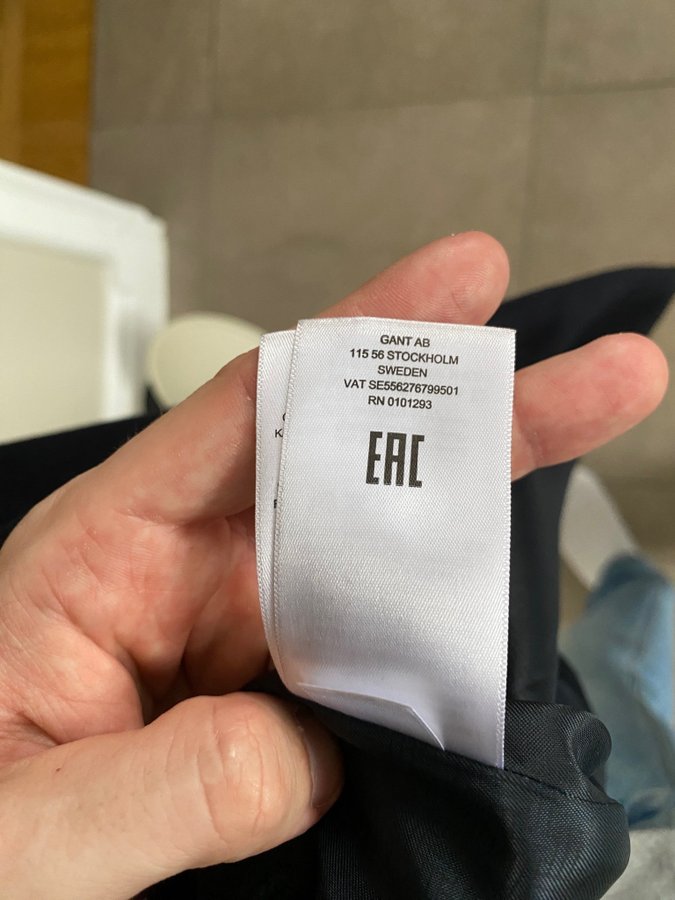 GANT AB
115 56 STOCKHOLM
SWEDEN
VAT SE556276799501
RN 0101293
EAC